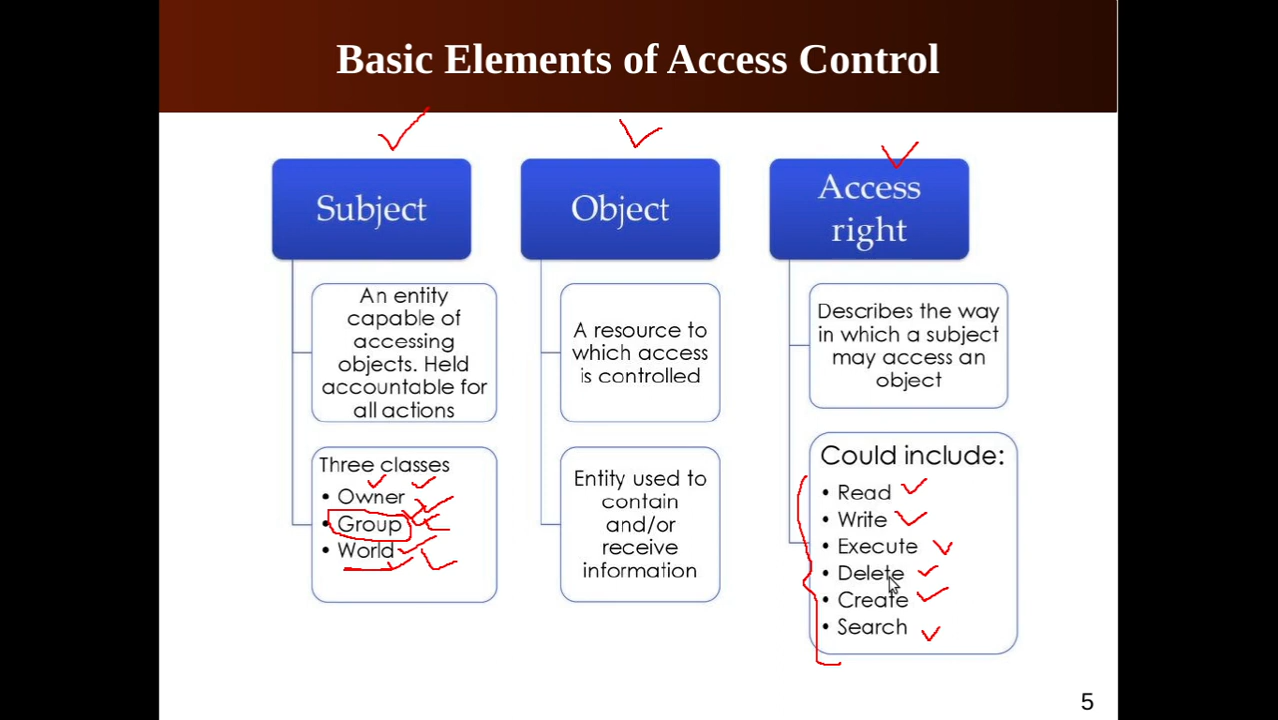 Basic Elements of Access Control
Subject
An entity
capable of
accessing
objects. Held
accountable for
all actions
Three classes
• Owner
• Group
• World
Object
A resource to
which access
is controlled
Entity used to
contain
and/or
receive
information
Access
right
Describes the way
in which a subject
may access an
object
Could include:
• Read
• Write
• Execute
• Delete
• Create
• Search
5